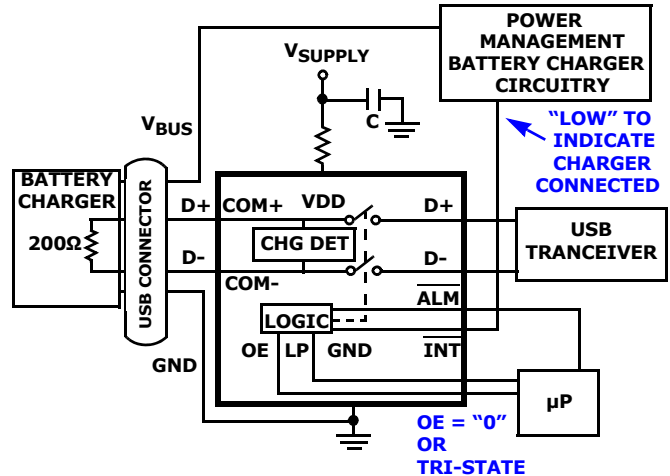 POWER
MANAGEMENT
BATTERY CHARGER
CIRCUITRY
VSUPPLY
C
VBUS
“LOW” TO
INDICATE
CHARGER
CONNECTED
BATTERY
CHARGER
200Ω
USB CONNECTOR
D+
COM+
VDD
D+
CHG DET
USB
TRANCEIVER
D-
COM-
D-
ALM
LOGIC
OE
LP
GND
INT
GND
µP
OE = “0”
OR
TRI-STATE